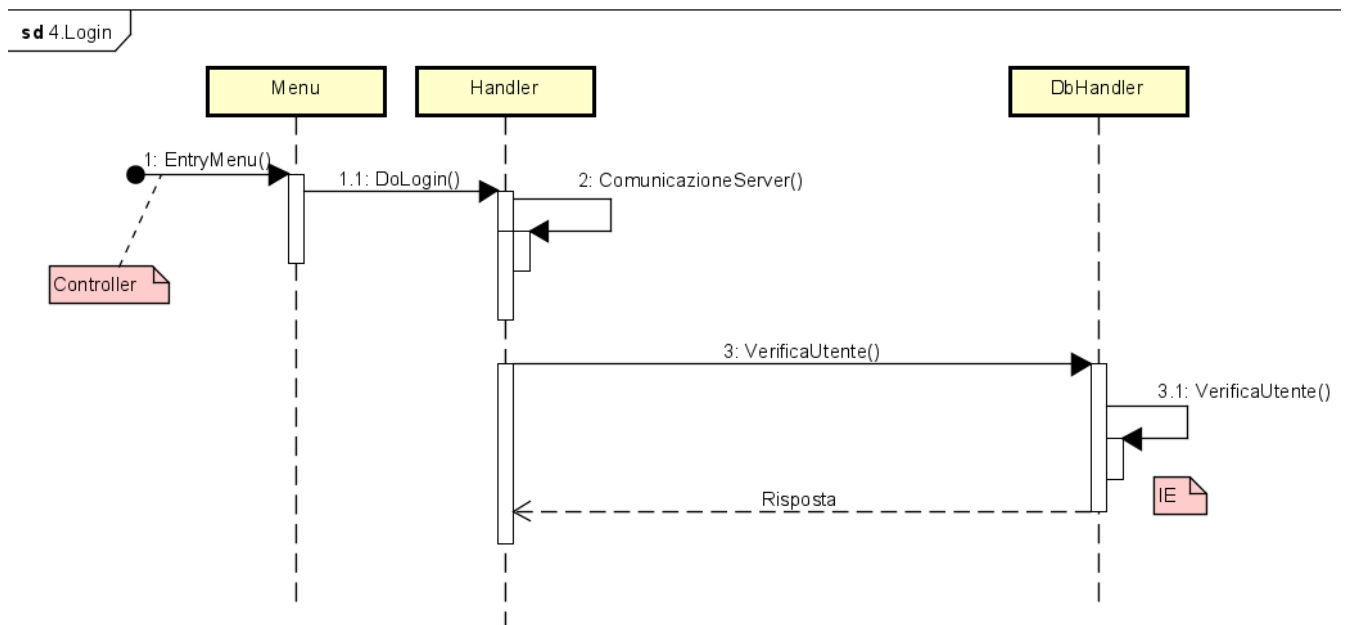 sd 4.Login
Menu
Handler
DbHandler
1: EntryMenu()
1.1: DoLogin()
2: ComunicazioneServer()
Controller
3: VerificaUtente()
3.1: VerificaUtente()
IE
Risposta